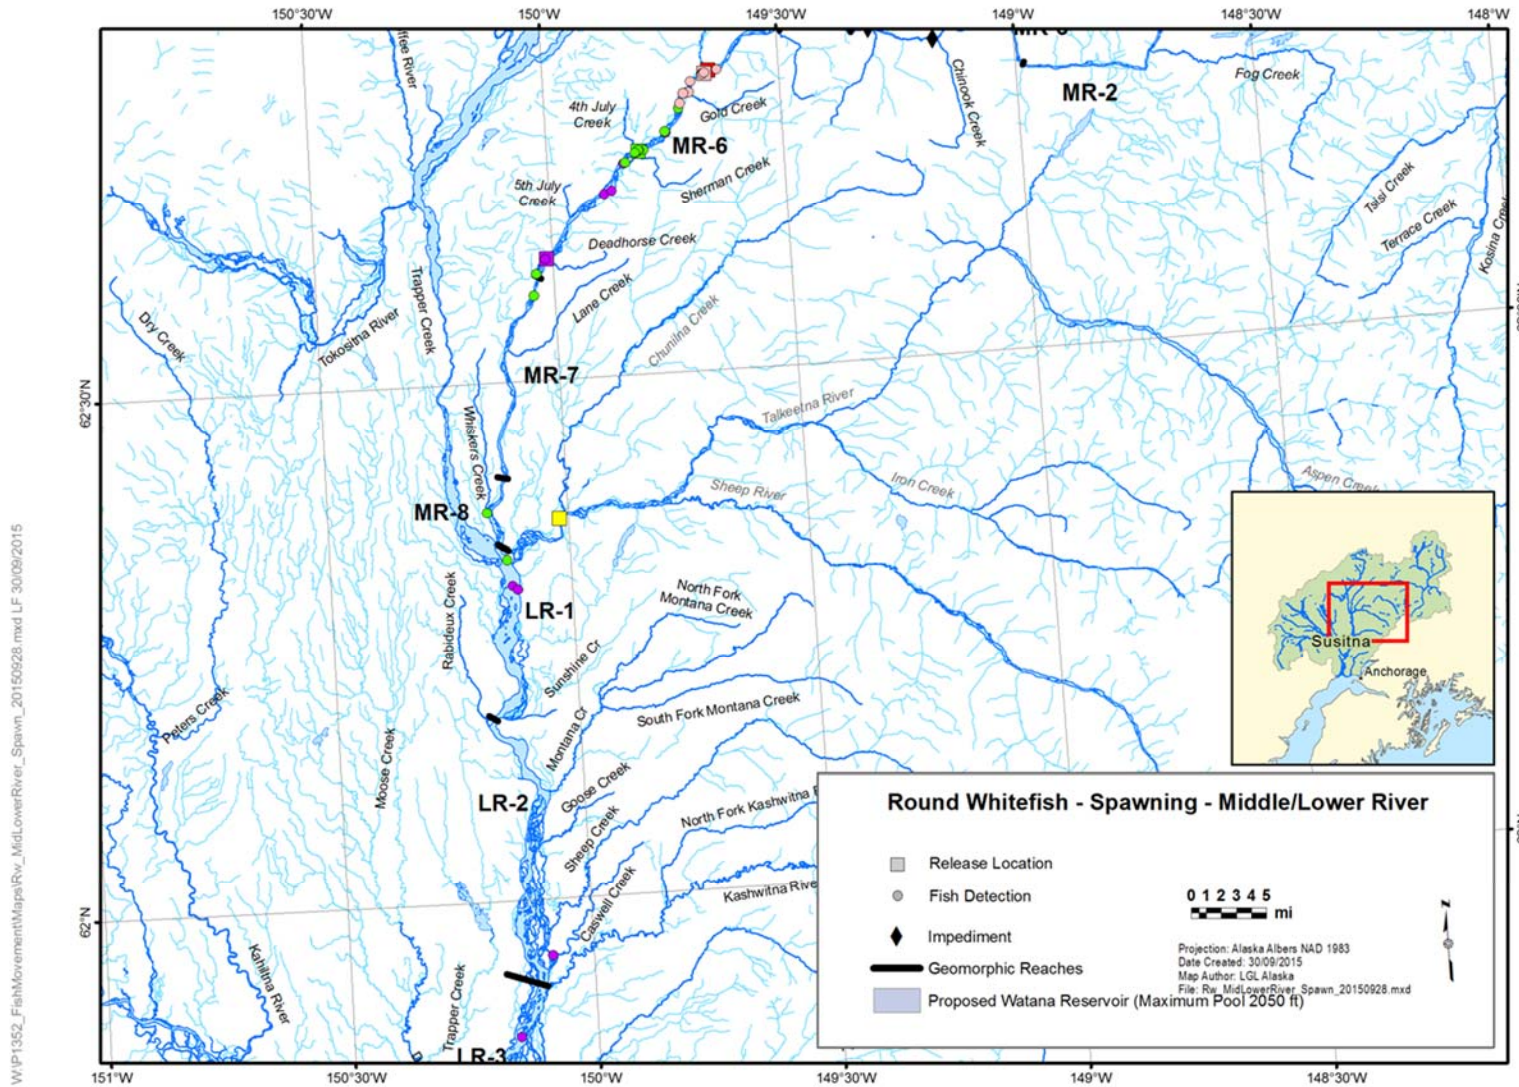 150°30'W
150°W
149°30'W
149°W
148°30'W
148°W
ffee River
4th July
Creek
Gold Creek
Chinook Creek
MR-2
Fog Creek
MR-6
Sherman Creek
5th July
Creek
Tsisi Creek
Terrace Creek
Kosina Creek
Deadhorse Creek
Trapper Creek
Lane Creek
Chunilna Creek
Dry Creek
Tokositna River
MR-7
62°30'N
Whiskers Creek
Talkeetna River
Sheep River
Iron Creek
Aspen Creek
MR-8
LR-1
Rabideux Creek
North Fork
Montana Creek
Sunshine Cr
Susitna
Anchorage
Peters Creek
Montana Cr
South Fork Montana Creek
Moose Creek
LR-2
Goose Creek
Sheep Creek
North Fork Kashwitna
Caswell Creek
Kashwitna River
62°N
Kahiltna River
Trapper Creek
LR-3
Round Whitefish - Spawning - Middle/Lower River
Release Location
Fish Detection
Impediment
Geomorphic Reaches
Proposed Watana Reservoir (Maximum Pool 2050 ft)
0 1 2 3 4 5
mi
N
Projection: Alaska Albers NAD 1983
Date Created: 30/09/2015
Map Author: LGL Alaska
File: Rw_MidLowerRiver_Spawn_20150928.mxd
151°W
150°30'W
150°W
149°30'W
149°W
148°30'W
W:\P1352_FishMovement\Maps\Rw_MidLowerRiver_Spawn_20150928.mxd LF 30/09/2015